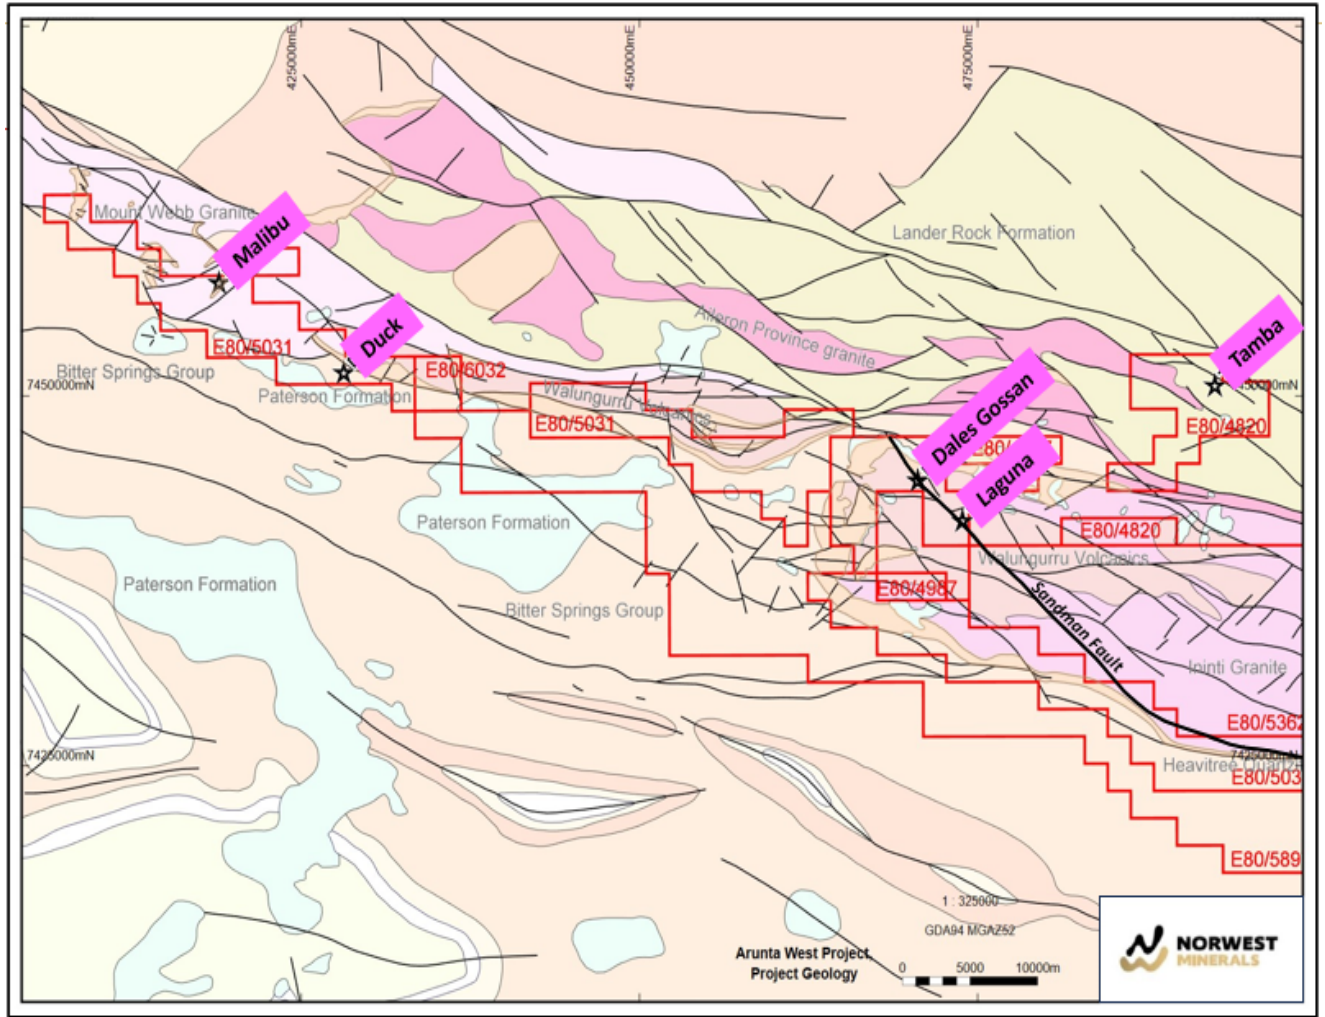 425000mE
450000mE
475000mE
Mount Webb Granite
Malibu
Lander Rock Formation
Aileron Province granite
Tamba
Duck
E80/5031
Bitter Springs Group
7450000mN
E80/6032
Paterson Formation
Walungurru Volcanics
E80/5031
Dales Gossan
E80/4820
Laguna
Paterson Formation
E80/4820
Walungurru Volcanics
Paterson Formation
E80/4987
Bitter Springs Group
Sandman Fault
Ininti Granite
E80/5362
7425000mN
7425000mN
Heavitree
E80/503
E80/589
1 : 325000
GDA94 MGAZ52
Arunta West Project,
Project Geology
0 5000 10000m
NORWEST
MINERALS